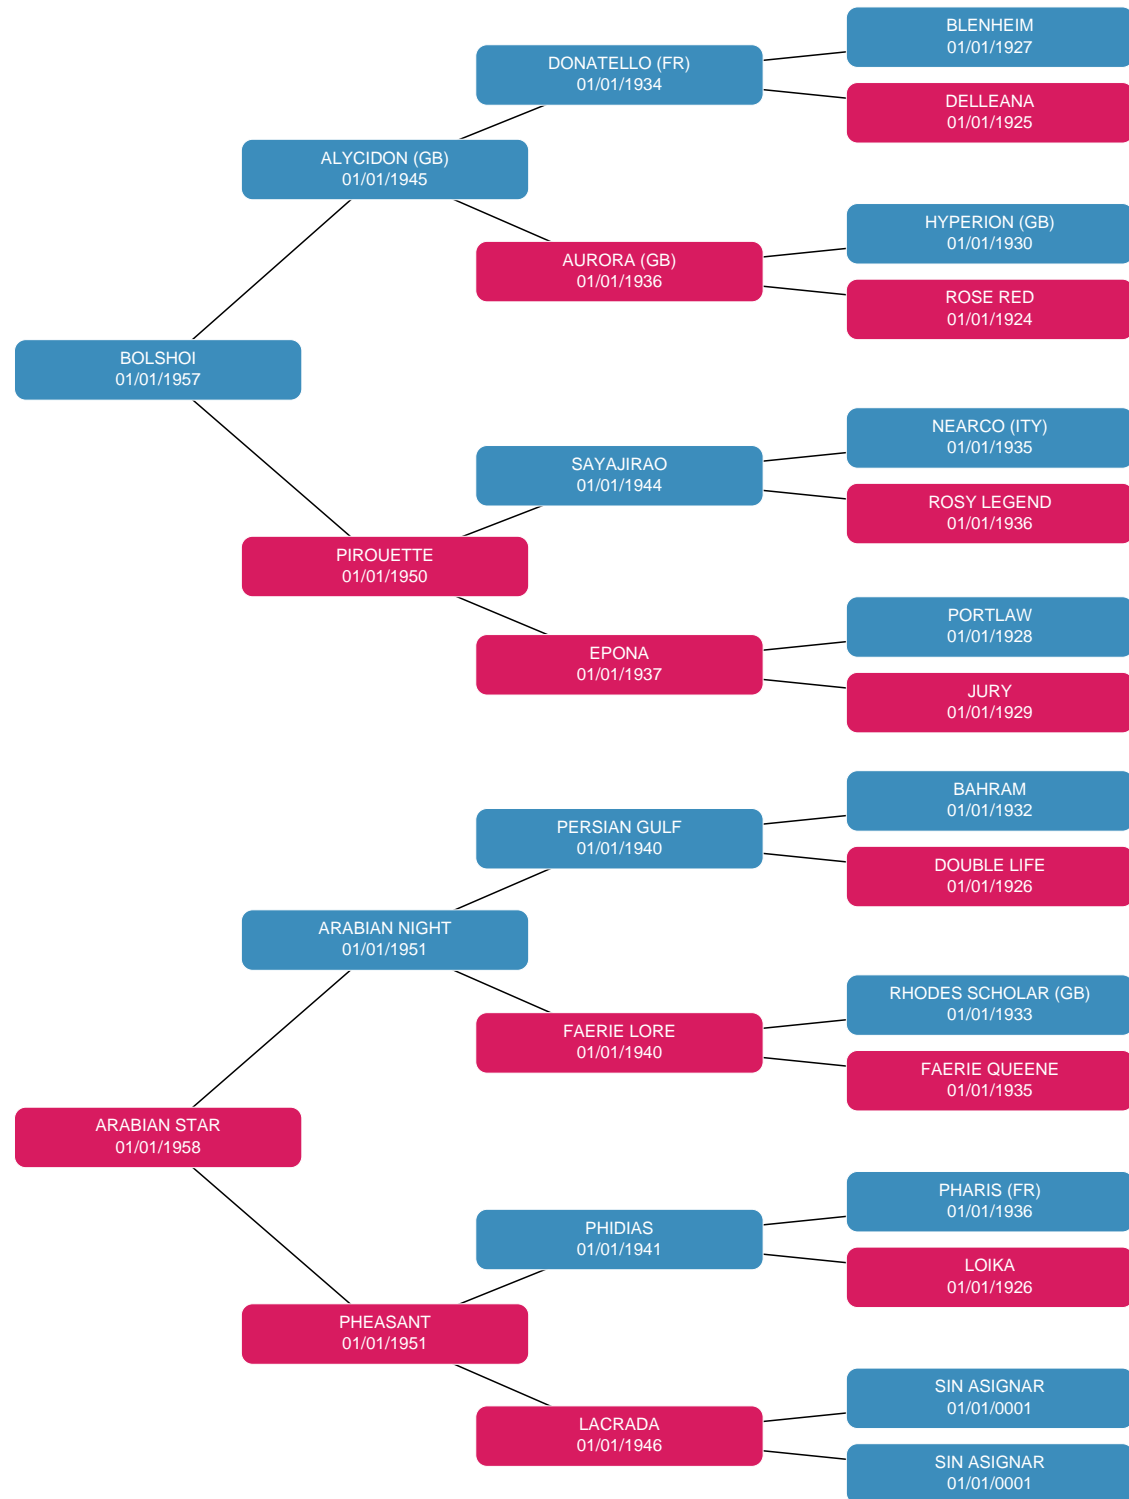 BLENHEIM
01/01/1927
DONATELLO (FR)
01/01/1934
DELLEANA
01/01/1925
ALYCIDON (GB)
01/01/1945
HYPERION (GB)
01/01/1930
AURORA (GB)
01/01/1936
ROSE RED
01/01/1924
BOLSHOI
01/01/1957
NEARCO (ITY)
01/01/1935
SAYAJIRAO
01/01/1944
ROSY LEGEND
01/01/1936
PIROUETTE
01/01/1950
PORTLAW
01/01/1928
EPONA
01/01/1937
JURY
01/01/1929
BAHRAM
01/01/1932
PERSIAN GULF
01/01/1940
DOUBLE LIFE
01/01/1926
ARABIAN NIGHT
01/01/1951
RHODES SCHOLAR (GB)
01/01/1933
FAERIE LORE
01/01/1940
FAERIE QUEENE
01/01/1935
ARABIAN STAR
01/01/1958
PHARIS (FR)
01/01/1936
PHIDIAS
01/01/1941
LOIKA
01/01/1926
PHEASANT
01/01/1951
SIN ASIGNAR
01/01/0001
LACRADA
01/01/1946
SIN ASIGNAR
01/01/0001